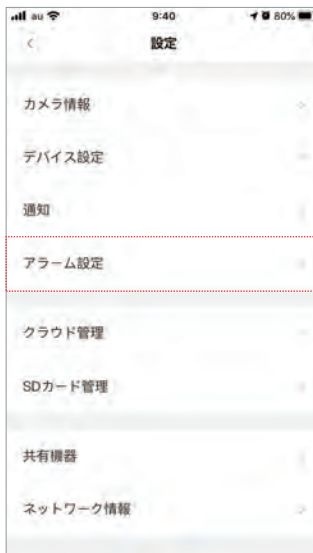 au 9:40 80%
設定
カメラ情報
デバイス設定
通知
アラーム設定
クラウド管理
SDカード管理
共有機器
ネットワーク情報